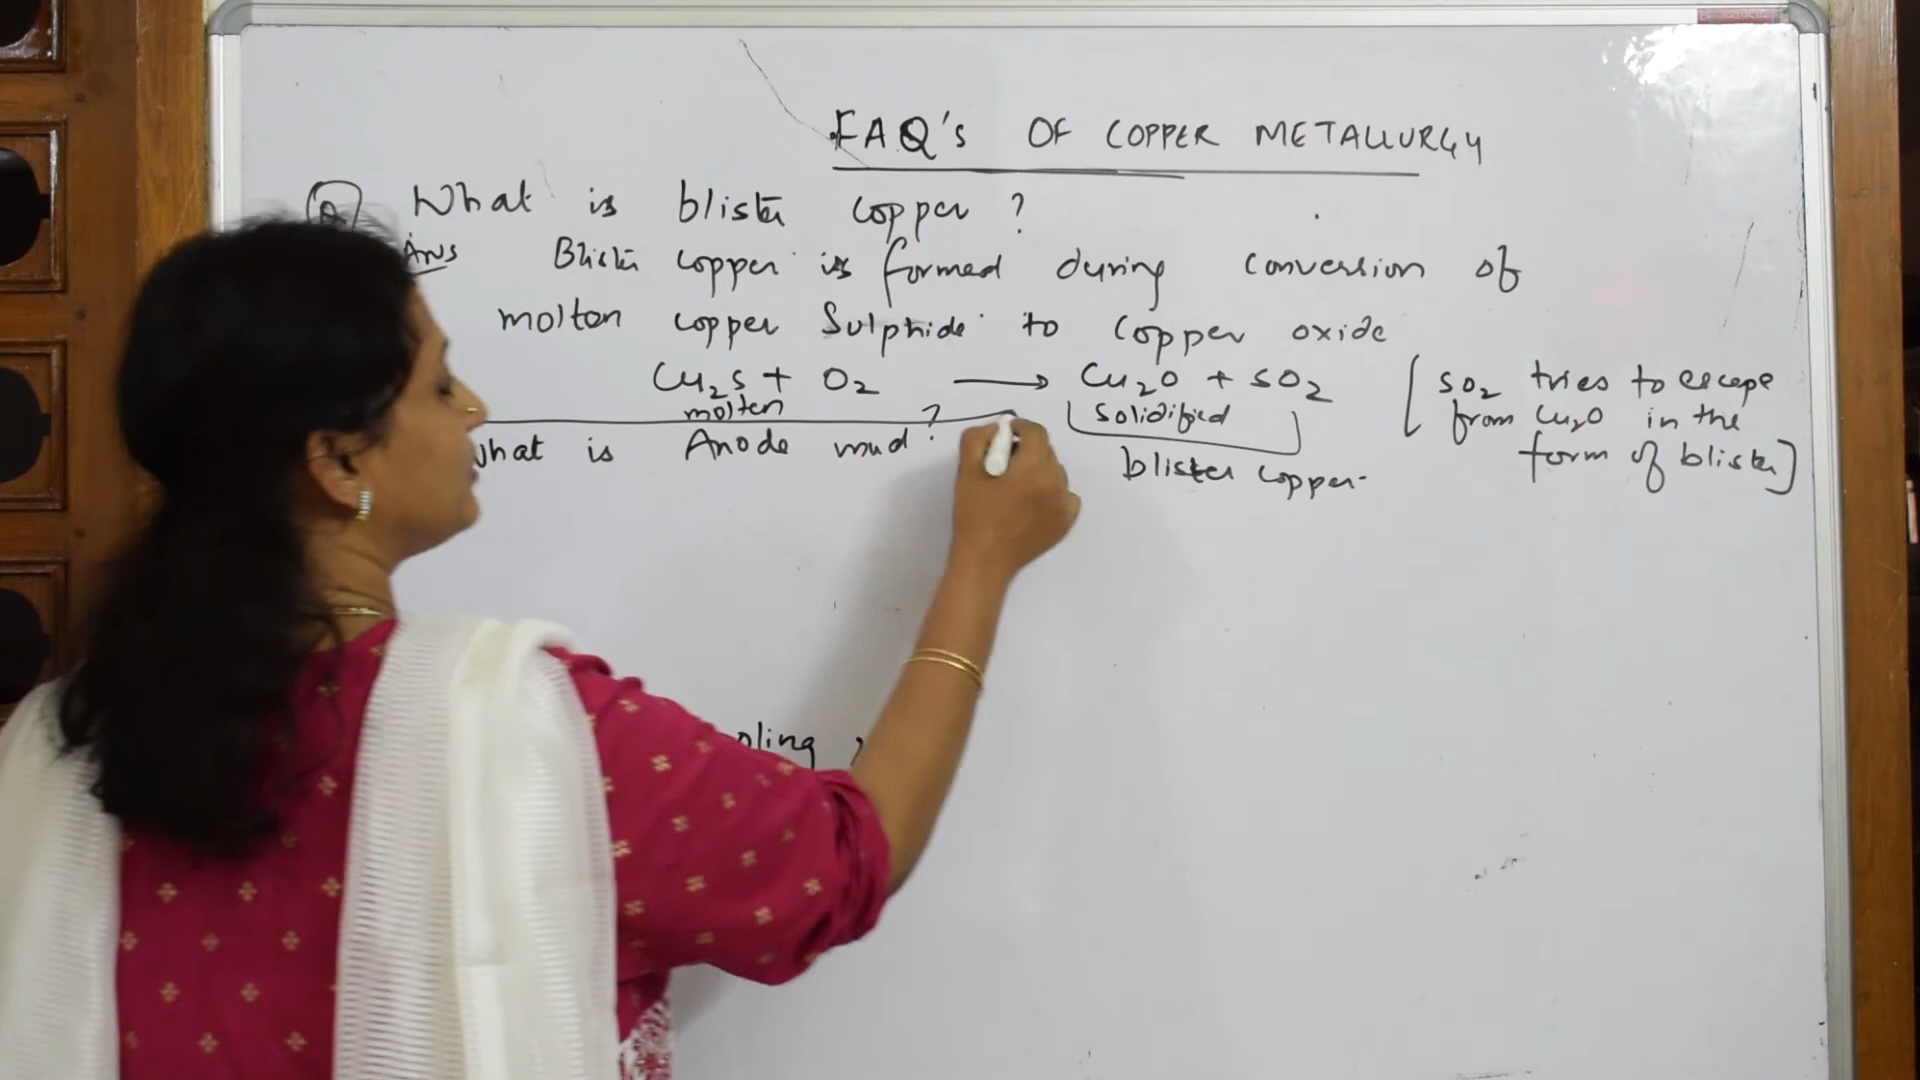 FAQ's OF COPPER METALLURGY
Q What is blister copper ?
Ans Blister copper is formed during conversion of
molten copper Sulphide to copper oxide
Cu₂S + O₂ ⟶ Cu₂O + SO₂ [ SO₂ tries to escape
molten solidified from Cu₂O in the
what is Anode mud? blister copper. form of blister]
oling ?